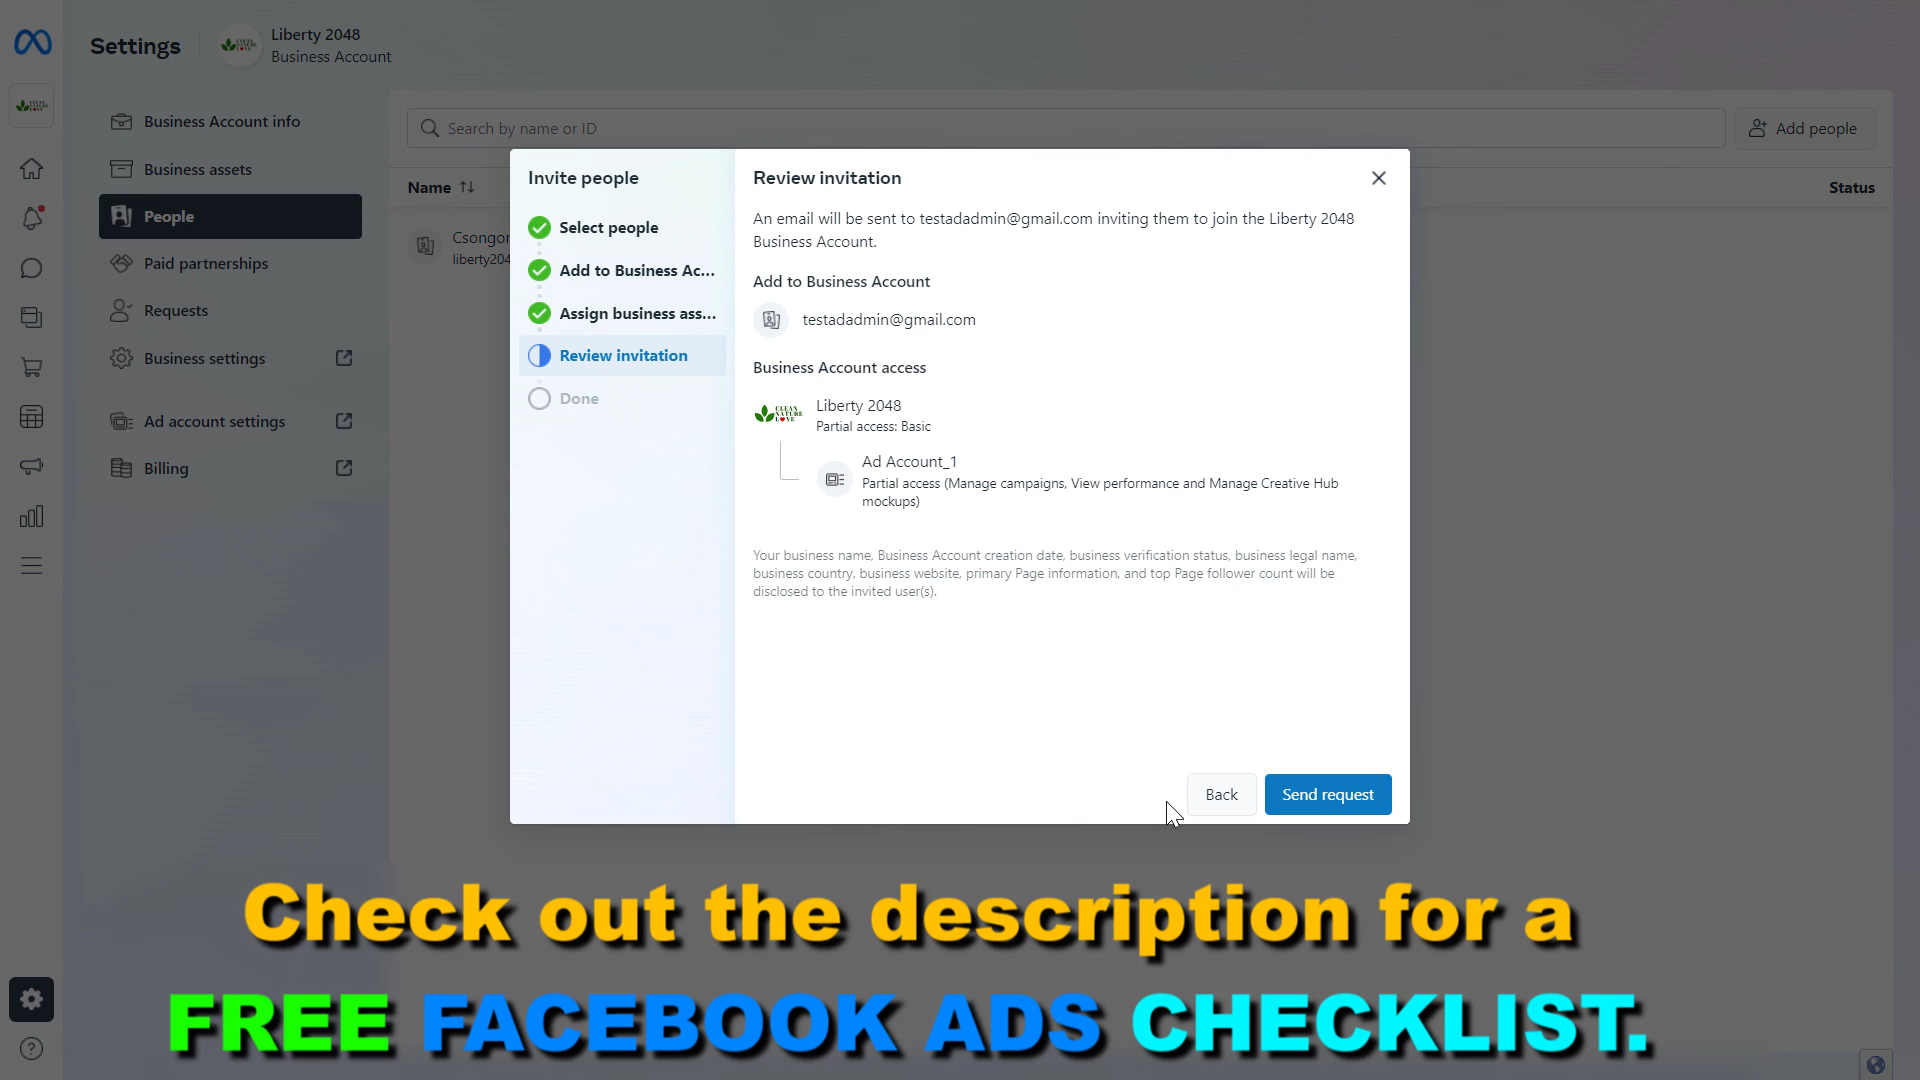 Settings
Liberty 2048
Business Account
Business Account info
Business assets
People
Paid partnerships
Requests
Business settings
Ad account settings
Billing
Search by name or ID
Add people
Name
Status
Csongor
liberty204
Invite people
Select people
Add to Business Ac...
Assign business ass...
Review invitation
Done
Review invitation
An email will be sent to testadadmin@gmail.com inviting them to join the Liberty 2048
Business Account.
Add to Business Account
testadadmin@gmail.com
Business Account access
CLEAN
NATURE
LOVE
Liberty 2048
Partial access: Basic
Ad Account_1
Partial access (Manage campaigns, View performance and Manage Creative Hub
mockups)
Your business name, Business Account creation date, business verification status, business legal name,
business country, business website, primary Page information, and top Page follower count will be
disclosed to the invited user(s).
Back
Send request
Check out the description for a
FREE FACEBOOK ADS CHECKLIST.